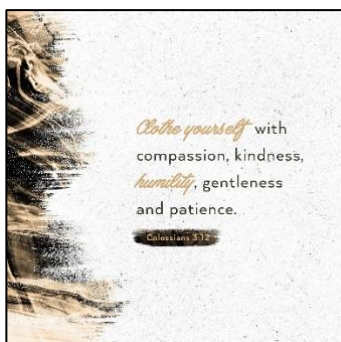 Clothe yourself with
compassion, kindness,
humility, gentleness
and patience.
Colossians 3:12